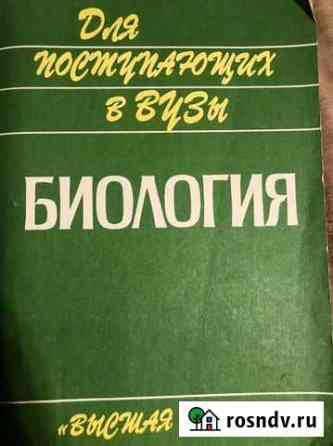 Для
поступающих
в вузы
БИОЛОГИЯ
«ВЫСШАЯ
rosndv.ru